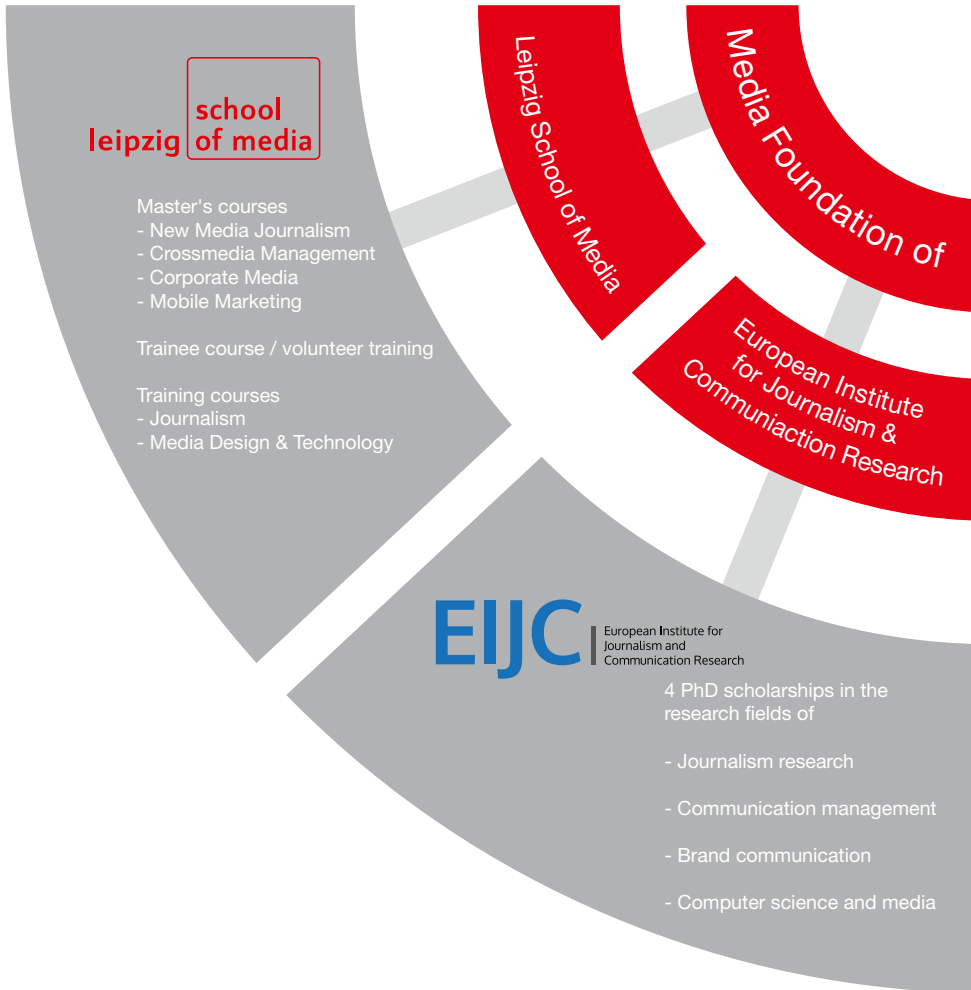 Media Foundation of
Leipzig School of Media
European Institute
for Journalism &
Communiaction Research
school
leipzig of media
Master's courses
- New Media Journalism
- Crossmedia Management
- Corporate Media
- Mobile Marketing
Trainee course / volunteer training
Training courses
- Journalism
- Media Design & Technology
EIJC
European Institute for
Journalism and
Communication Research
4 PhD scholarships in the
research fields of
- Journalism research
- Communication management
- Brand communication
- Computer science and media